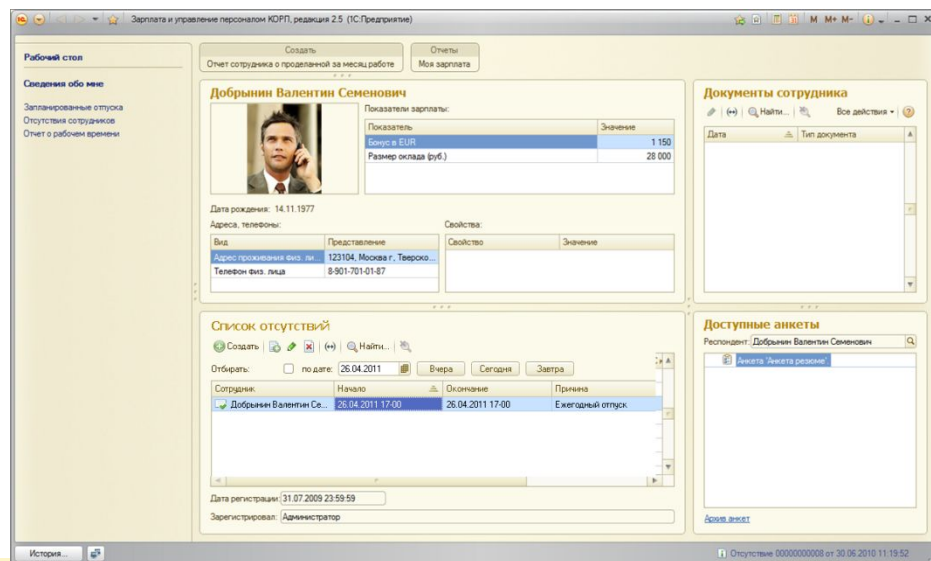 Зарплата и управление персоналом КОРП, редакция 2.5 (1С:Предприятие)
M M+ M-
Рабочий стол
Сведения обо мне
Запланированные отпуска
Отсутствия сотрудников
Отчет о рабочем времени
Создать
Отчет сотрудника о проделанной за месяц работе
Отчеты
Моя зарплата
Добрынин Валентин Семенович
Показатели зарплаты:
Показатель Значение
Бонус в EUR 1 150
Размер оклада (руб.) 28 000
Дата рождения: 14.11.1977
Адреса, телефоны:
Вид Представление
Адрес проживания физ. ли... 123104, Москва г, Тверско...
Телефон физ. лица 8-901-701-01-87
Свойства:
Свойство Значение
Документы сотрудника
Найти... Все действия
Дата Тип документа
Список отсутствий
Создать Найти...
Отбирать: по дате: 26.04.2011 Вчера Сегодня Завтра
Сотрудник Начало Окончание Причина
Добрынин Валентин Се... 26.04.2011 17-00 26.04.2011 17-00 Ежегодный отпуск
Дата регистрации: 31.07.2009 23:59:59
Зарегистрировал: Администратор
Доступные анкеты
Респондент: Добрынин Валентин Семенович
Анкета "Анкета резюме"
Архив анкет
История...
Отсутствие 00000000008 от 30.06.2010 11:19:52